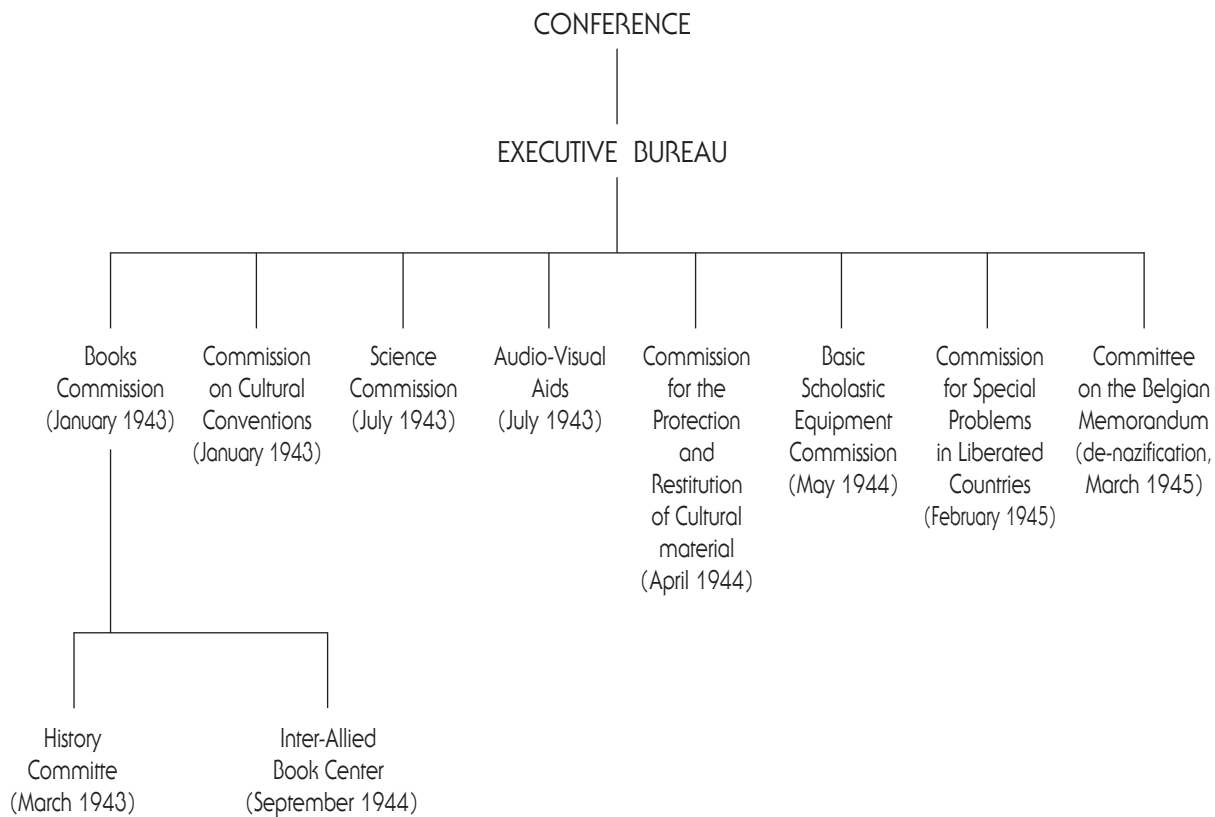 CONFERENCE
EXECUTIVE BUREAU
Books
Commission
(January 1943)
Commission
on Cultural
Conventions
(January 1943)
Science
Commission
(July 1943)
Audio-Visual
Aids
(July 1943)
Commission
for the
Protection
and
Restitution
of Cultural
material
(April 1944)
Basic
Scholastic
Equipment
Commission
(May 1944)
Commission
for Special
Problems
in Liberated
Countries
(February 1945)
Committee
on the Belgian
Memorandum
(de-nazification,
March 1945)
History
Committe
(March 1943)
Inter-Allied
Book Center
(September 1944)